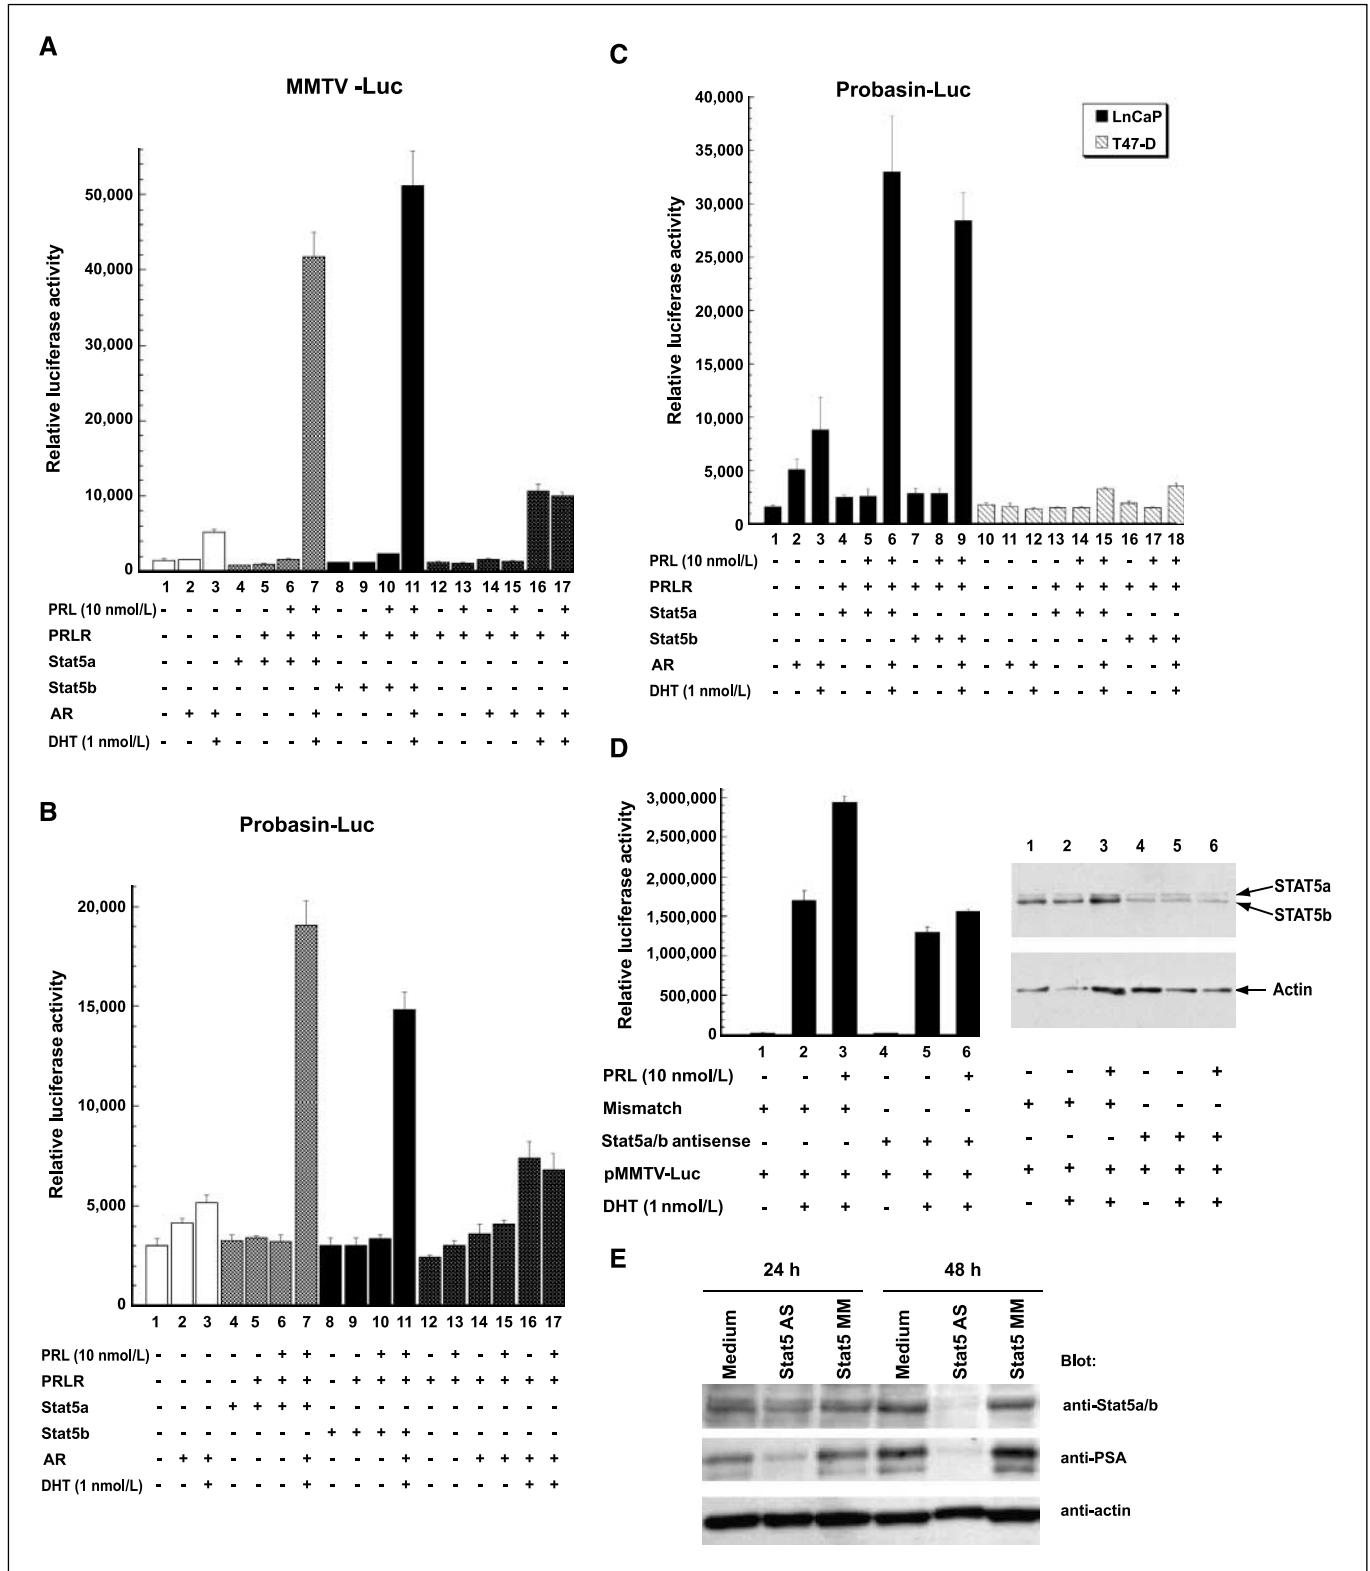 A
MMTV -Luc
Relative luciferase activity
50,000
40,000
30,000
20,000
10,000
0
1 2 3 4 5 6 7 8 9 10 11 12 13 14 15 16 17
PRL (10 nmol/L) - - - - - + + - - + + - + - + - +
PRLR - - - - + + + - + + + + + + + + +
Stat5a - - - + + + + - - - - - - - - - -
Stat5b - - - - - - - + + + + - - - - - -
AR - + + - - - + - - - + - - + + + +
DHT (1 nmol/L) - - + - - - + - - - + - - - - + +
B
Probasin-Luc
Relative luciferase activity
20,000
15,000
10,000
5,000
0
1 2 3 4 5 6 7 8 9 10 11 12 13 14 15 16 17
PRL (10 nmol/L) - - - - - + + - - + + - + - + - +
PRLR - - - - + + + - + + + + + + + + +
Stat5a - - - + + + + - - - - - - - - - -
Stat5b - - - - - - - + + + + - - - - - -
AR - + + - - - + - - - + - - + + + +
DHT (1 nmol/L) - - + - - - + - - - + - - - - + +
C
Probasin-Luc
LnCaP
T47-D
Relative luciferase activity
40,000
35,000
30,000
25,000
20,000
15,000
10,000
5,000
0
1 2 3 4 5 6 7 8 9 10 11 12 13 14 15 16 17 18
PRL (10 nmol/L) - - - - + + - + + - - - - + + - + +
PRLR - - - + + + + + + - - - + + + + + +
Stat5a - - - + + + - - - - - - + + + - - -
Stat5b - - - - - - + + + - - - - - - + + +
AR - + + - - + - - + - + + - - + - - +
DHT (1 nmol/L) - - + - - + - - + - - + - - + - - +
D
Relative luciferase activity
3,000,000
2,500,000
2,000,000
1,500,000
1,000,000
500,000
0
1 2 3 4 5 6
PRL (10 nmol/L) - - + - - + - - + - - +
Mismatch + + + - - - + + + - - -
Stat5a/b antisense - - - + + + - - - + + +
pMMTV-Luc + + + + + + + + + + + +
DHT (1 nmol/L) - + + - + + - + + - + +
1 2 3 4 5 6
STAT5a
STAT5b
Actin
E
24 h 48 h
Medium Stat5 AS Stat5 MM Medium Stat5 AS Stat5 MM
Blot:
anti-Stat5a/b
anti-PSA
anti-actin